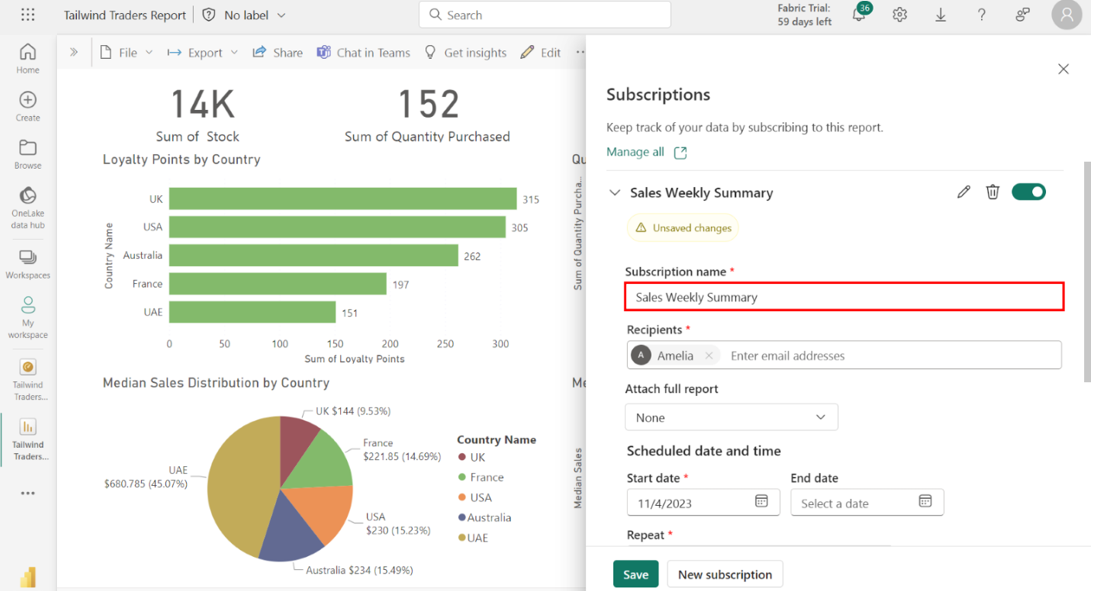 Tailwind Traders Report
No label
Search
Fabric Trial:
59 days left
36
?
Home
Create
Browse
OneLake
data hub
Workspaces
My
workspace
Tailwind
Traders...
Tailwind
Traders...
File
Export
Share
Chat in Teams
Get insights
Edit
14K
Sum of Stock
152
Sum of Quantity Purchased
Loyalty Points by Country
Country Name
UK
315
USA
305
Australia
262
France
197
UAE
151
0 50 100 150 200 250 300
Sum of Loyalty Points
Qu
Sum of Quantity Purcha...
Median Sales Distribution by Country
UK $144 (9.53%)
France
$221.85 (14.69%)
UAE
$680.785 (45.07%)
USA
$230 (15.23%)
Australia $234 (15.49%)
Country Name
UK
France
USA
Australia
UAE
Me
Median Sales
Subscriptions
Keep track of your data by subscribing to this report.
Manage all
Sales Weekly Summary
Unsaved changes
Subscription name *
Sales Weekly Summary
Recipients *
A Amelia Enter email addresses
Attach full report
None
Scheduled date and time
Start date *
End date
11/4/2023
Select a date
Repeat *
Save
New subscription